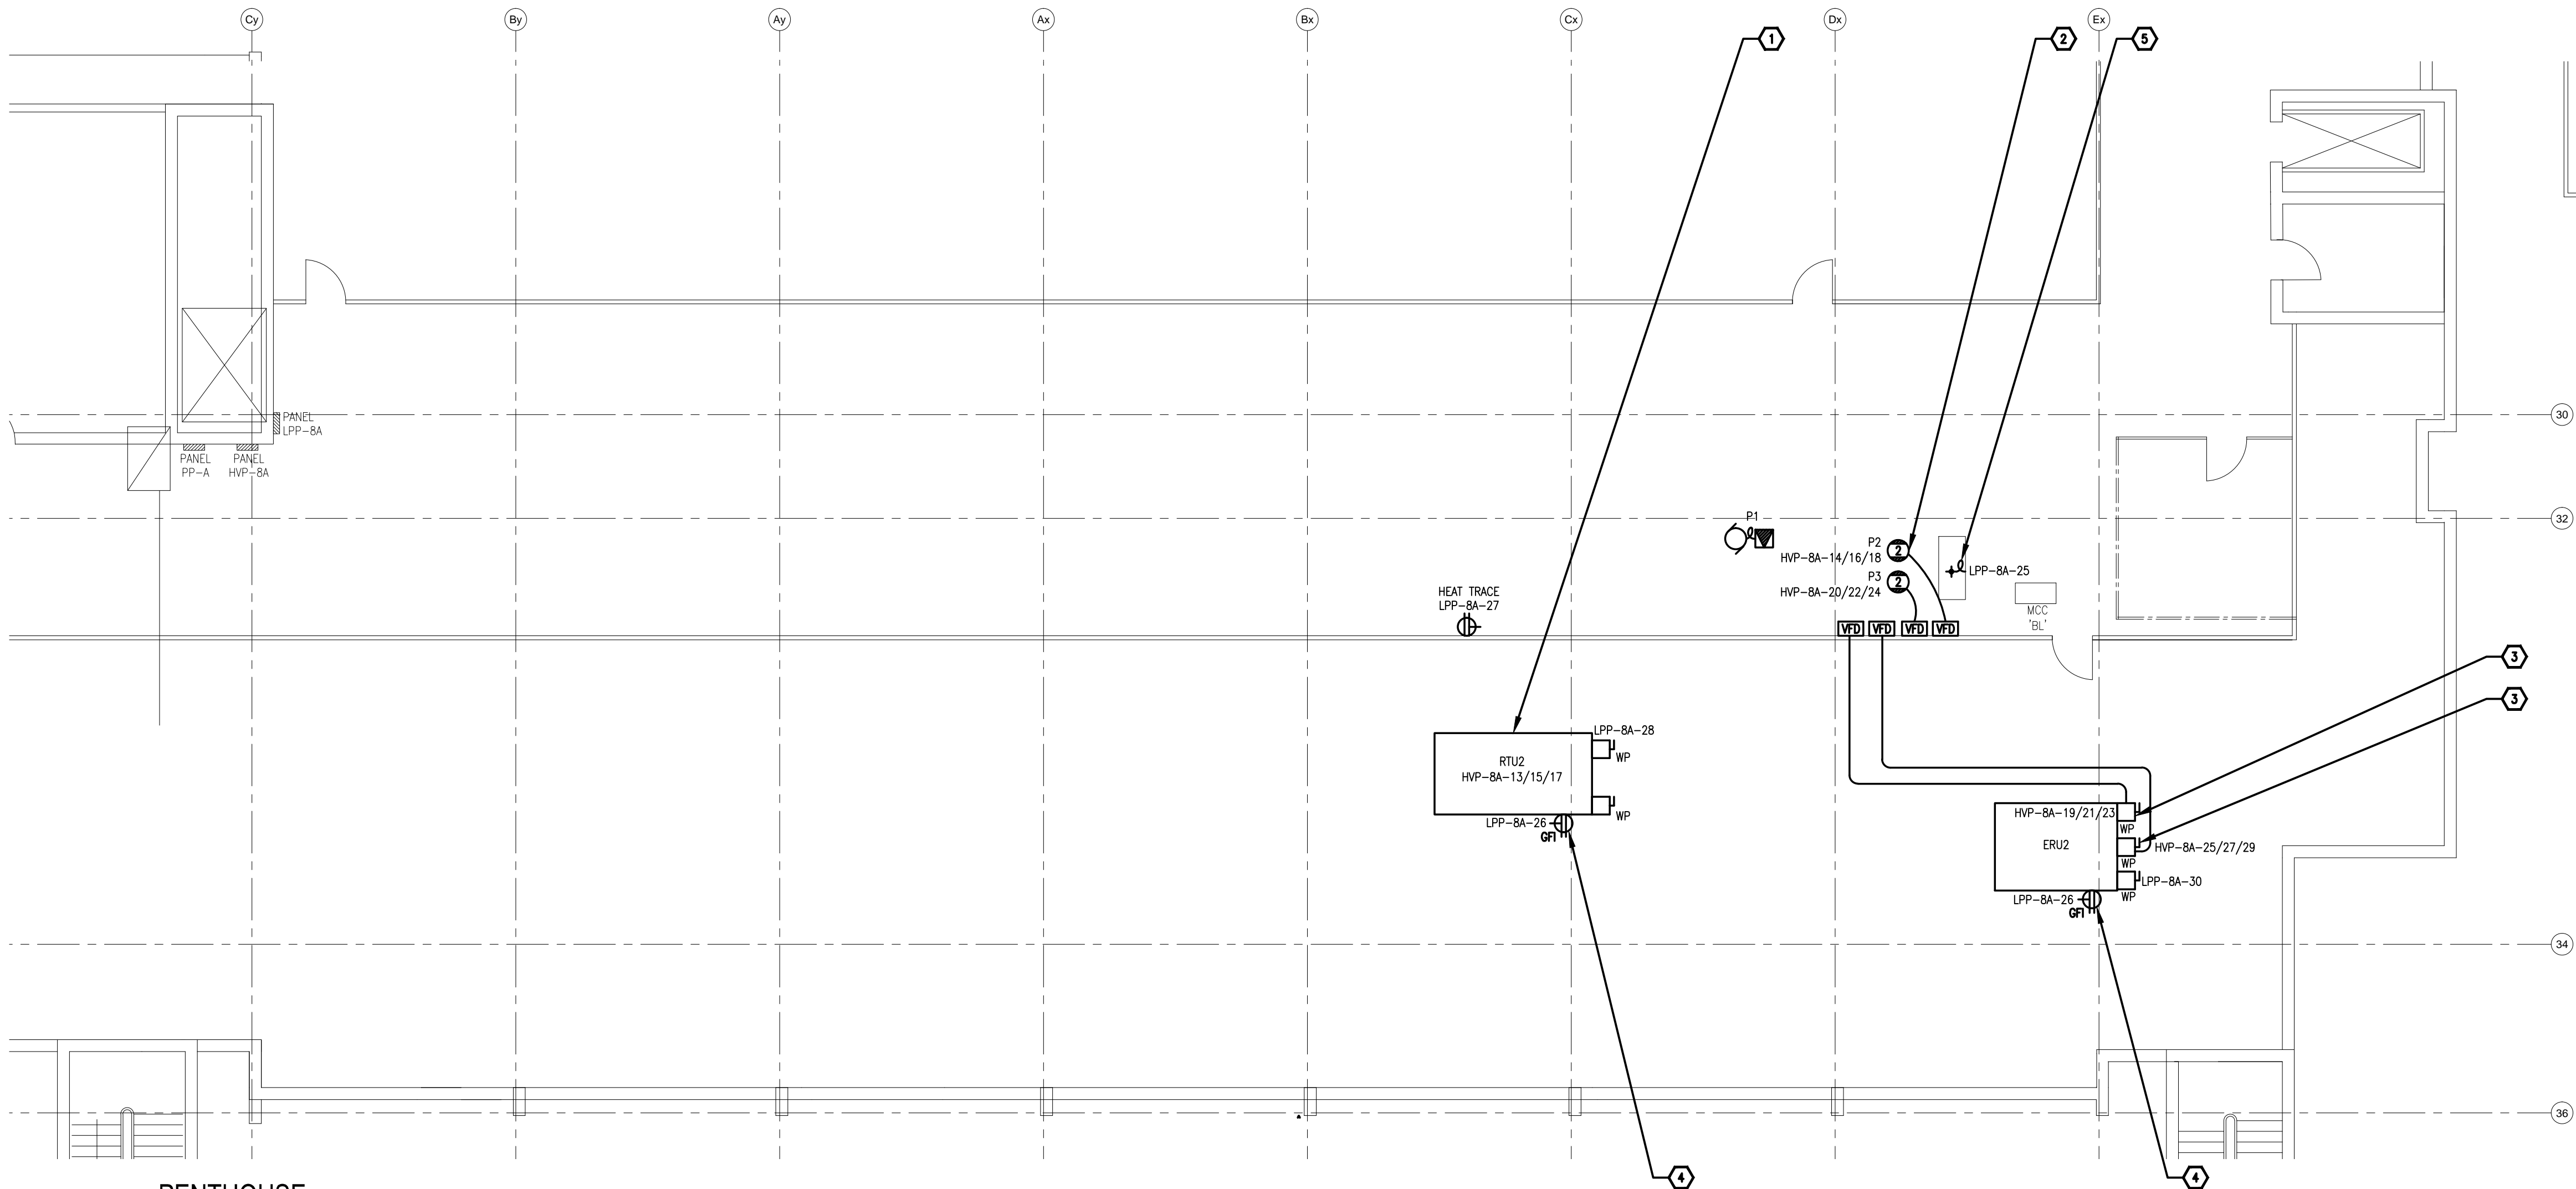 Cy
By
Ay
Ax
Bx
Cx
Dx
Ex
1
2
5
30
PANEL
LPP-8A
PANEL
PP-A
PANEL
HVP-8A
32
P1
P2
HVP-8A-14/16/18
2
P3
HVP-8A-20/22/24
2
LPP-8A-25
HEAT TRACE
LPP-8A-27
MCC
'BL'
VFD
VFD
VFD
VFD
3
3
LPP-8A-28
WP
RTU2
HVP-8A-13/15/17
WP
LPP-8A-26
GFI
HVP-8A-19/21/23
WP
ERU2
HVP-8A-25/27/29
WP
LPP-8A-30
WP
LPP-8A-26
GFI
34
36
4
4
PENTHOUSE